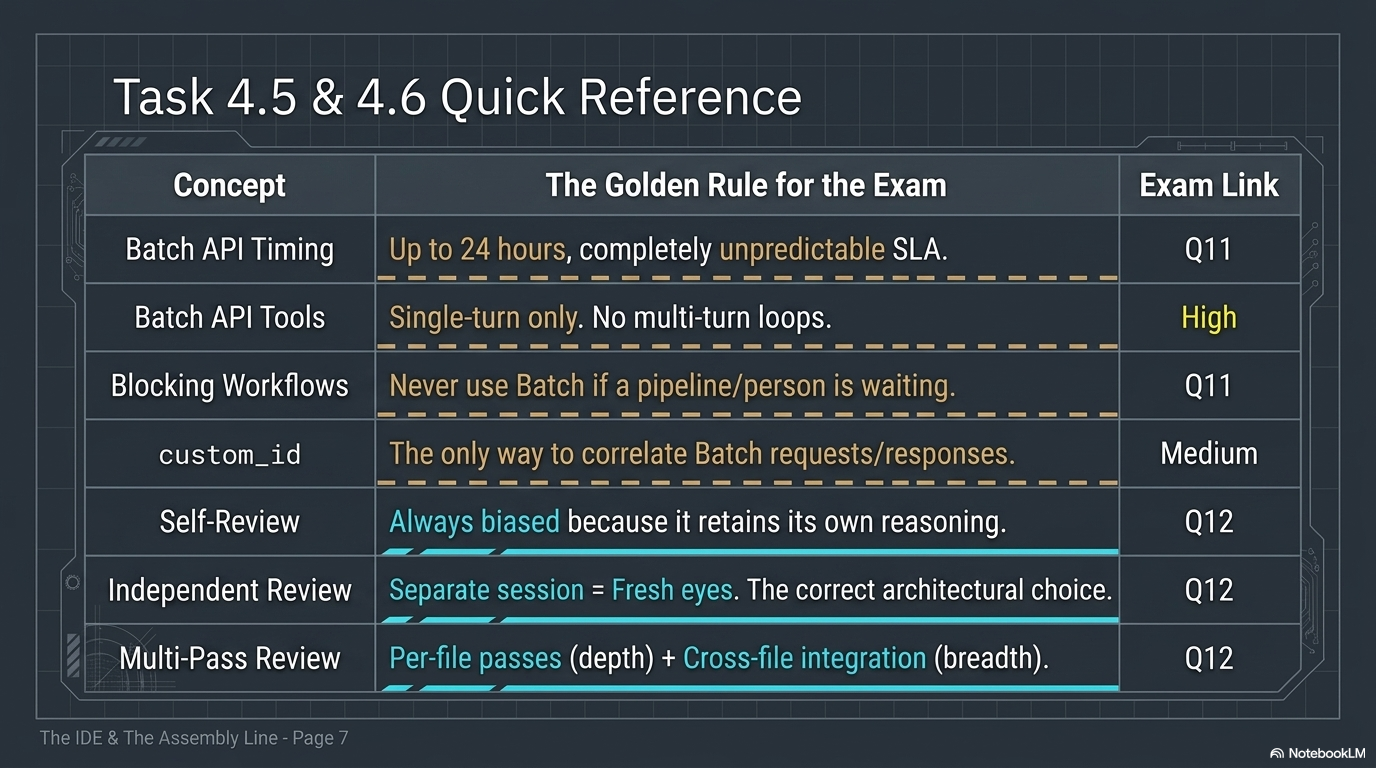 Task 4.5 & 4.6 Quick Reference
Concept The Golden Rule for the Exam Exam Link
Batch API Timing Up to 24 hours, completely unpredictable SLA. Q11
Batch API Tools Single-turn only. No multi-turn loops. High
Blocking Workflows Never use Batch if a pipeline/person is waiting. Q11
custom_id The only way to correlate Batch requests/responses. Medium
Self-Review Always biased because it retains its own reasoning. Q12
Independent Review Separate session = Fresh eyes. The correct architectural choice. Q12
Multi-Pass Review Per-file passes (depth) + Cross-file integration (breadth). Q12
The IDE & The Assembly Line - Page 7
NotebookLM